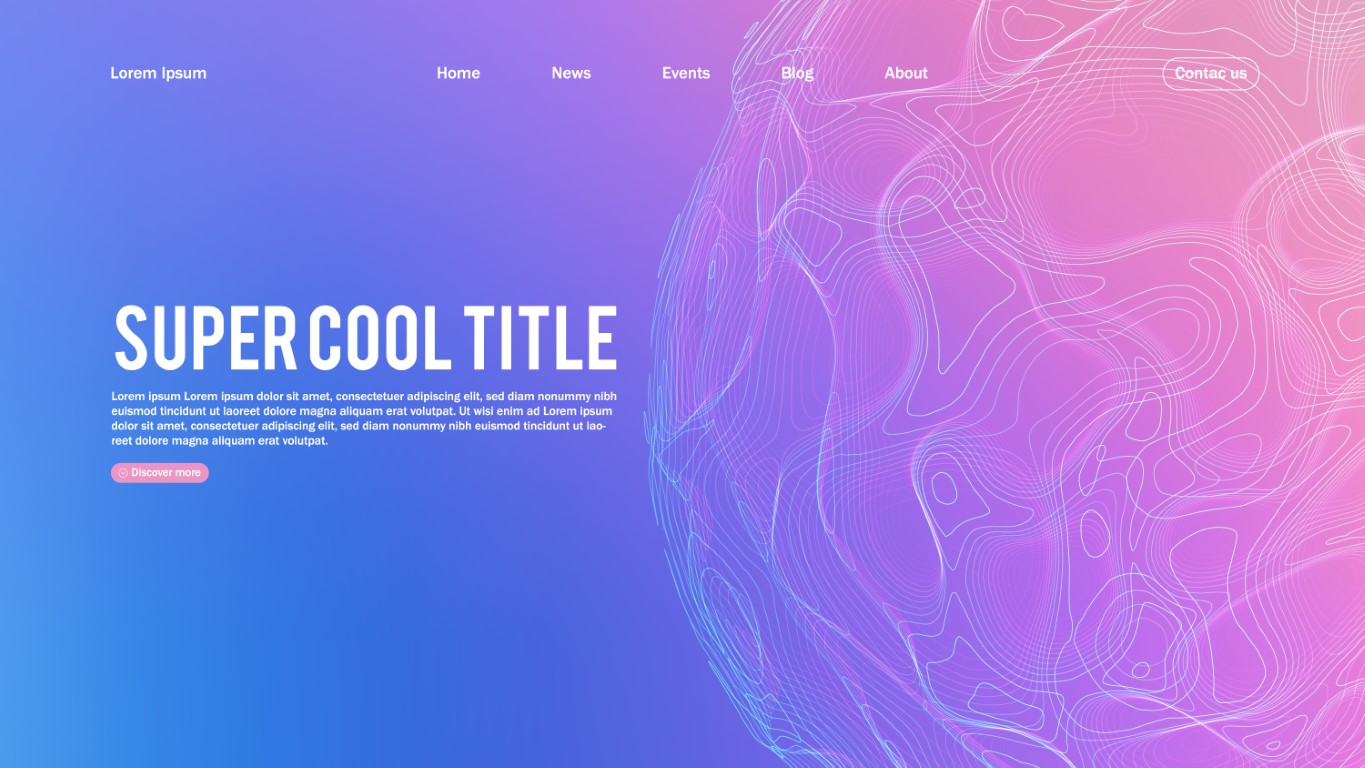 Lorem Ipsum Home News Events Blog About Contac us
SUPER COOL TITLE
Lorem ipsum Lorem ipsum dolor sit amet, consectetuer adipiscing elit, sed diam nonummy nibh
euismod tincidunt ut laoreet dolore magna aliquam erat volutpat. Ut wisi enim ad Lorem ipsum
dolor sit amet, consectetuer adipiscing elit, sed diam nonummy nibh euismod tincidunt ut lao-
reet dolore magna aliquam erat volutpat.
Discover more